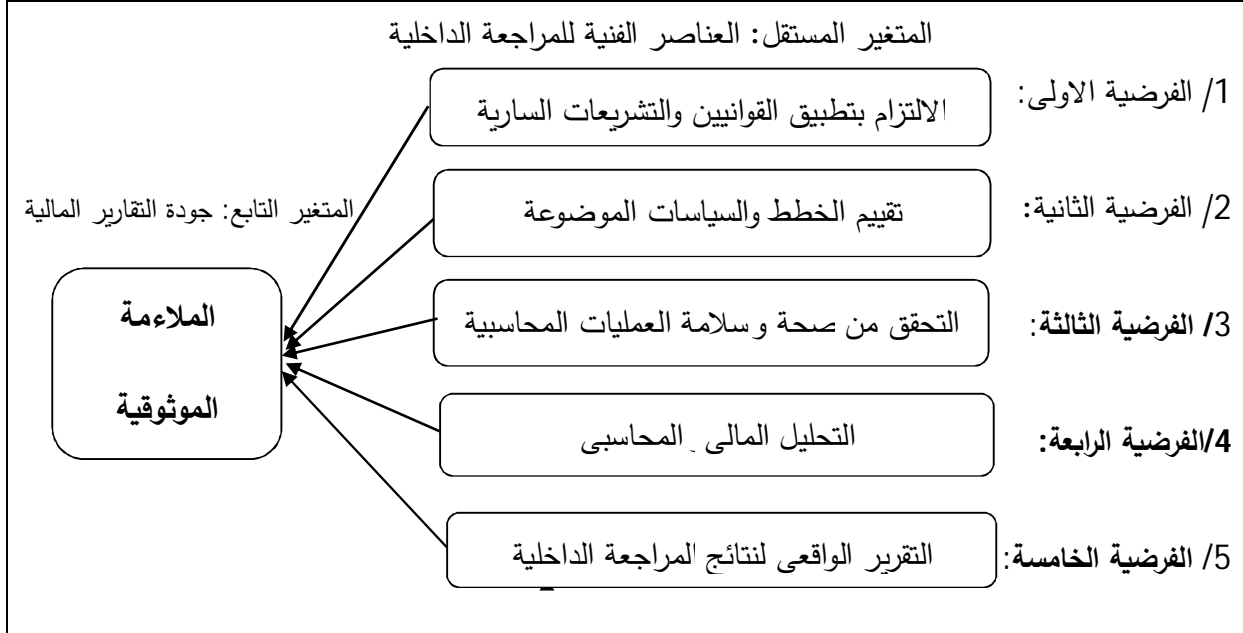 المتغير المستقل: العناصر الفنية للمراجعة الداخلية
1/ الفرضية الاولى:
الالتزام بتطبيق القوانيين والتشريعات السارية
2/ الفرضية الثانية:
تقييم الخطط والسياسات الموضوعة
المتغير التابع: جودة التقارير المالية
3/ الفرضية الثالثة:
التحقق من صحة وسلامة العمليات المحاسبية
الملاءمة
الموثوقية
4/الفرضية الرابعة:
التحليل المالى المحاسبى
5/ الفرضية الخامسة:
التقرير الواقعى لنتائج المراجعة الداخلية